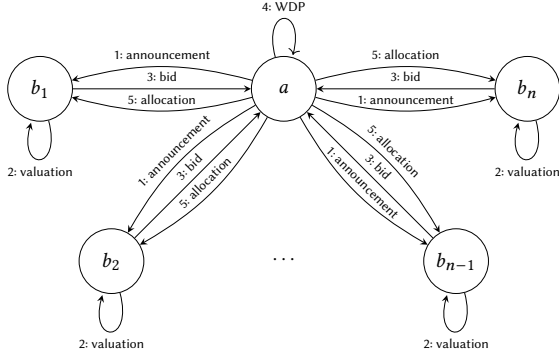 4: WDP
1: announcement
3: bid
5: allocation
5: allocation
3: bid
1: announcement
b₁
a
bₙ
2: valuation
2: valuation
1: announcement
3: bid
5: allocation
5: allocation
3: bid
1: announcement
b₂
...
bₙ₋₁
2: valuation
2: valuation